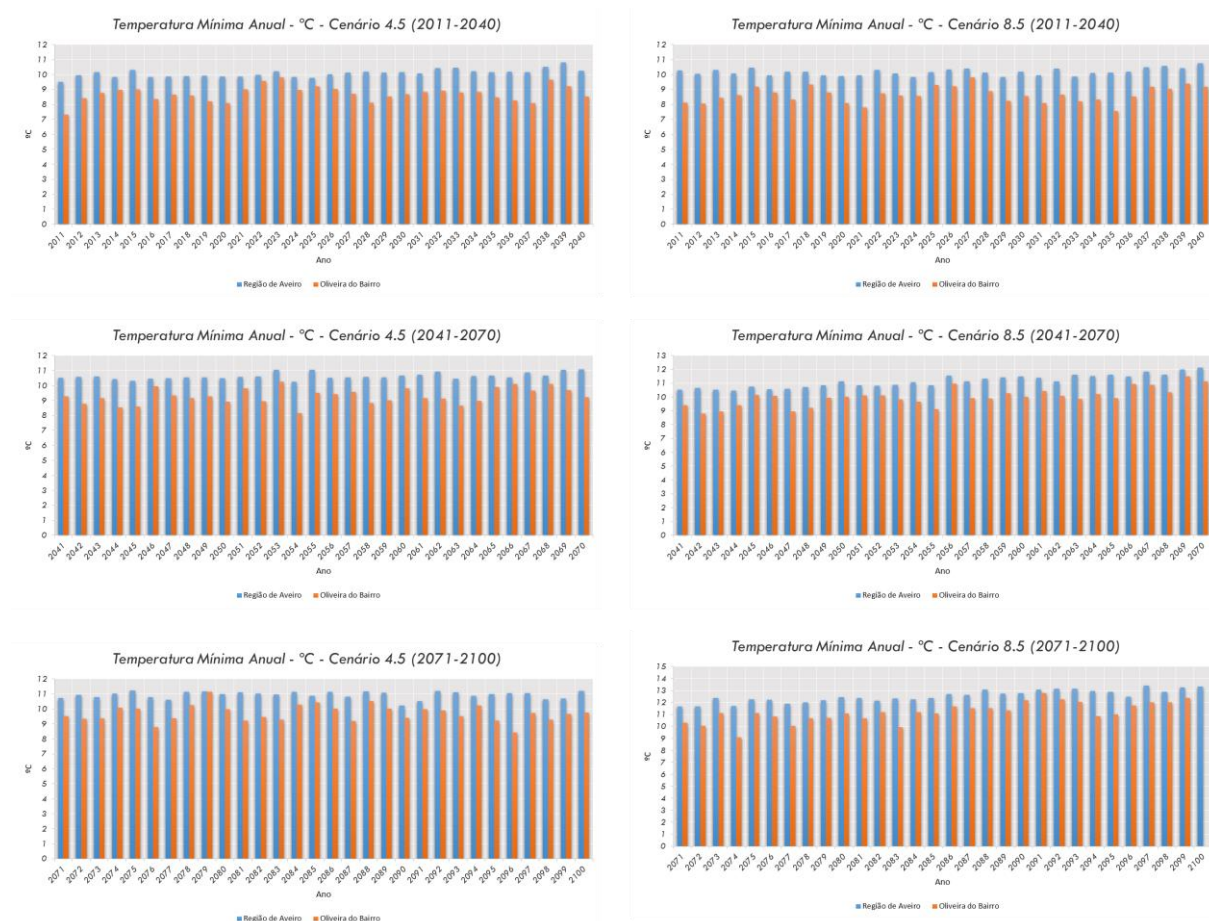 Temperatura Mínima Anual - ºC - Cenário 4.5 (2011-2040)
12
11
10
9
8
7
6
5
4
3
2
1
0
ºC
2011 2012 2013 2014 2015 2016 2017 2018 2019 2020 2021 2022 2023 2024 2025 2026 2027 2028 2029 2030 2031 2032 2033 2034 2035 2036 2037 2038 2039 2040
Ano
Região de Aveiro Oliveira do Bairro
Temperatura Mínima Anual - ºC - Cenário 8.5 (2011-2040)
12
11
10
9
8
7
6
5
4
3
2
1
0
ºC
2011 2012 2013 2014 2015 2016 2017 2018 2019 2020 2021 2022 2023 2024 2025 2026 2027 2028 2029 2030 2031 2032 2033 2034 2035 2036 2037 2038 2039 2040
Ano
Região de Aveiro Oliveira do Bairro
Temperatura Mínima Anual - ºC - Cenário 4.5 (2041-2070)
12
11
10
9
8
7
6
5
4
3
2
1
0
ºC
2041 2042 2043 2044 2045 2046 2047 2048 2049 2050 2051 2052 2053 2054 2055 2056 2057 2058 2059 2060 2061 2062 2063 2064 2065 2066 2067 2068 2069 2070
Ano
Região de Aveiro Oliveira do Bairro
Temperatura Mínima Anual - ºC - Cenário 8.5 (2041-2070)
13
12
11
10
9
8
7
6
5
4
3
2
1
0
ºC
2041 2042 2043 2044 2045 2046 2047 2048 2049 2050 2051 2052 2053 2054 2055 2056 2057 2058 2059 2060 2061 2062 2063 2064 2065 2066 2067 2068 2069 2070
Ano
Região de Aveiro Oliveira do Bairro
Temperatura Mínima Anual - ºC - Cenário 4.5 (2071-2100)
12
11
10
9
8
7
6
5
4
3
2
1
0
ºC
2071 2072 2073 2074 2075 2076 2077 2078 2079 2080 2081 2082 2083 2084 2085 2086 2087 2088 2089 2090 2091 2092 2093 2094 2095 2096 2097 2098 2099 2100
Ano
Região de Aveiro Oliveira do Bairro
Temperatura Mínima Anual - ºC - Cenário 8.5 (2071-2100)
15
14
13
12
11
10
9
8
7
6
5
4
3
2
1
0
ºC
2071 2072 2073 2074 2075 2076 2077 2078 2079 2080 2081 2082 2083 2084 2085 2086 2087 2088 2089 2090 2091 2092 2093 2094 2095 2096 2097 2098 2099 2100
Ano
Região de Aveiro Oliveira do Bairro